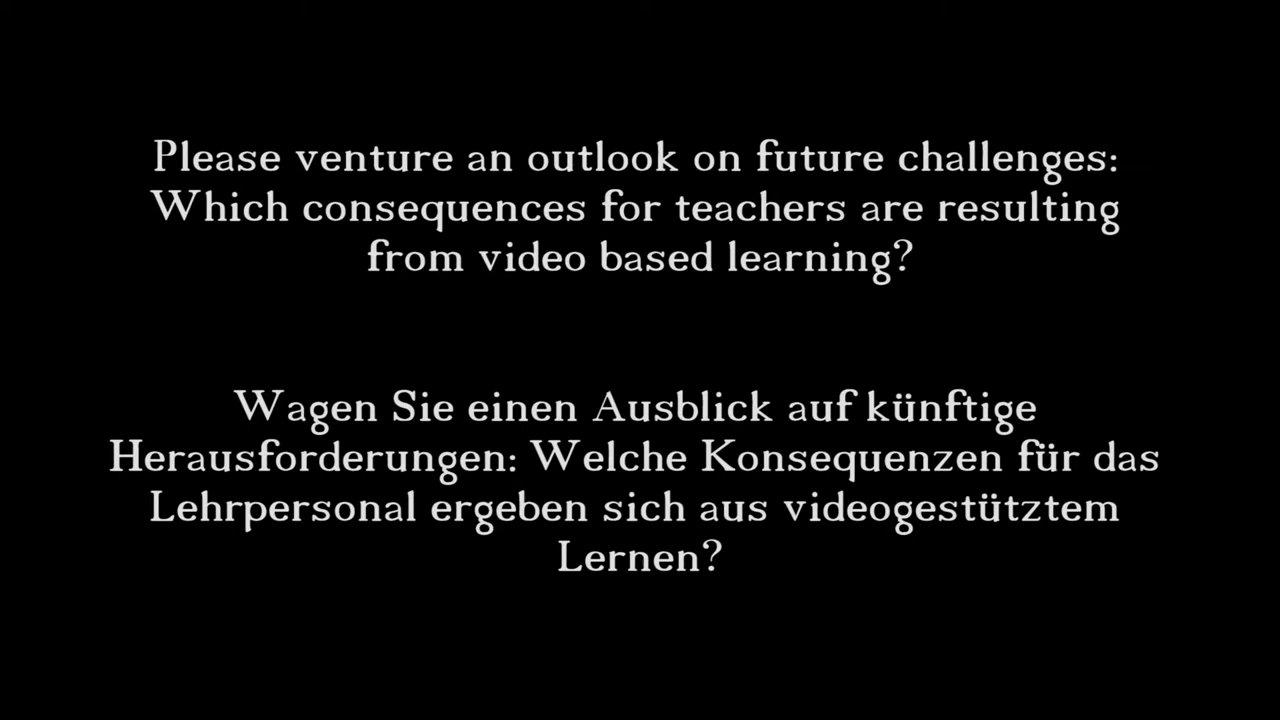 Please venture an outlook on future challenges:
Which consequences for teachers are resulting
from video based learning?
Wagen Sie einen Ausblick auf künftige
Herausforderungen: Welche Konsequenzen für das
Lehrpersonal ergeben sich aus videogestütztem
Lernen?